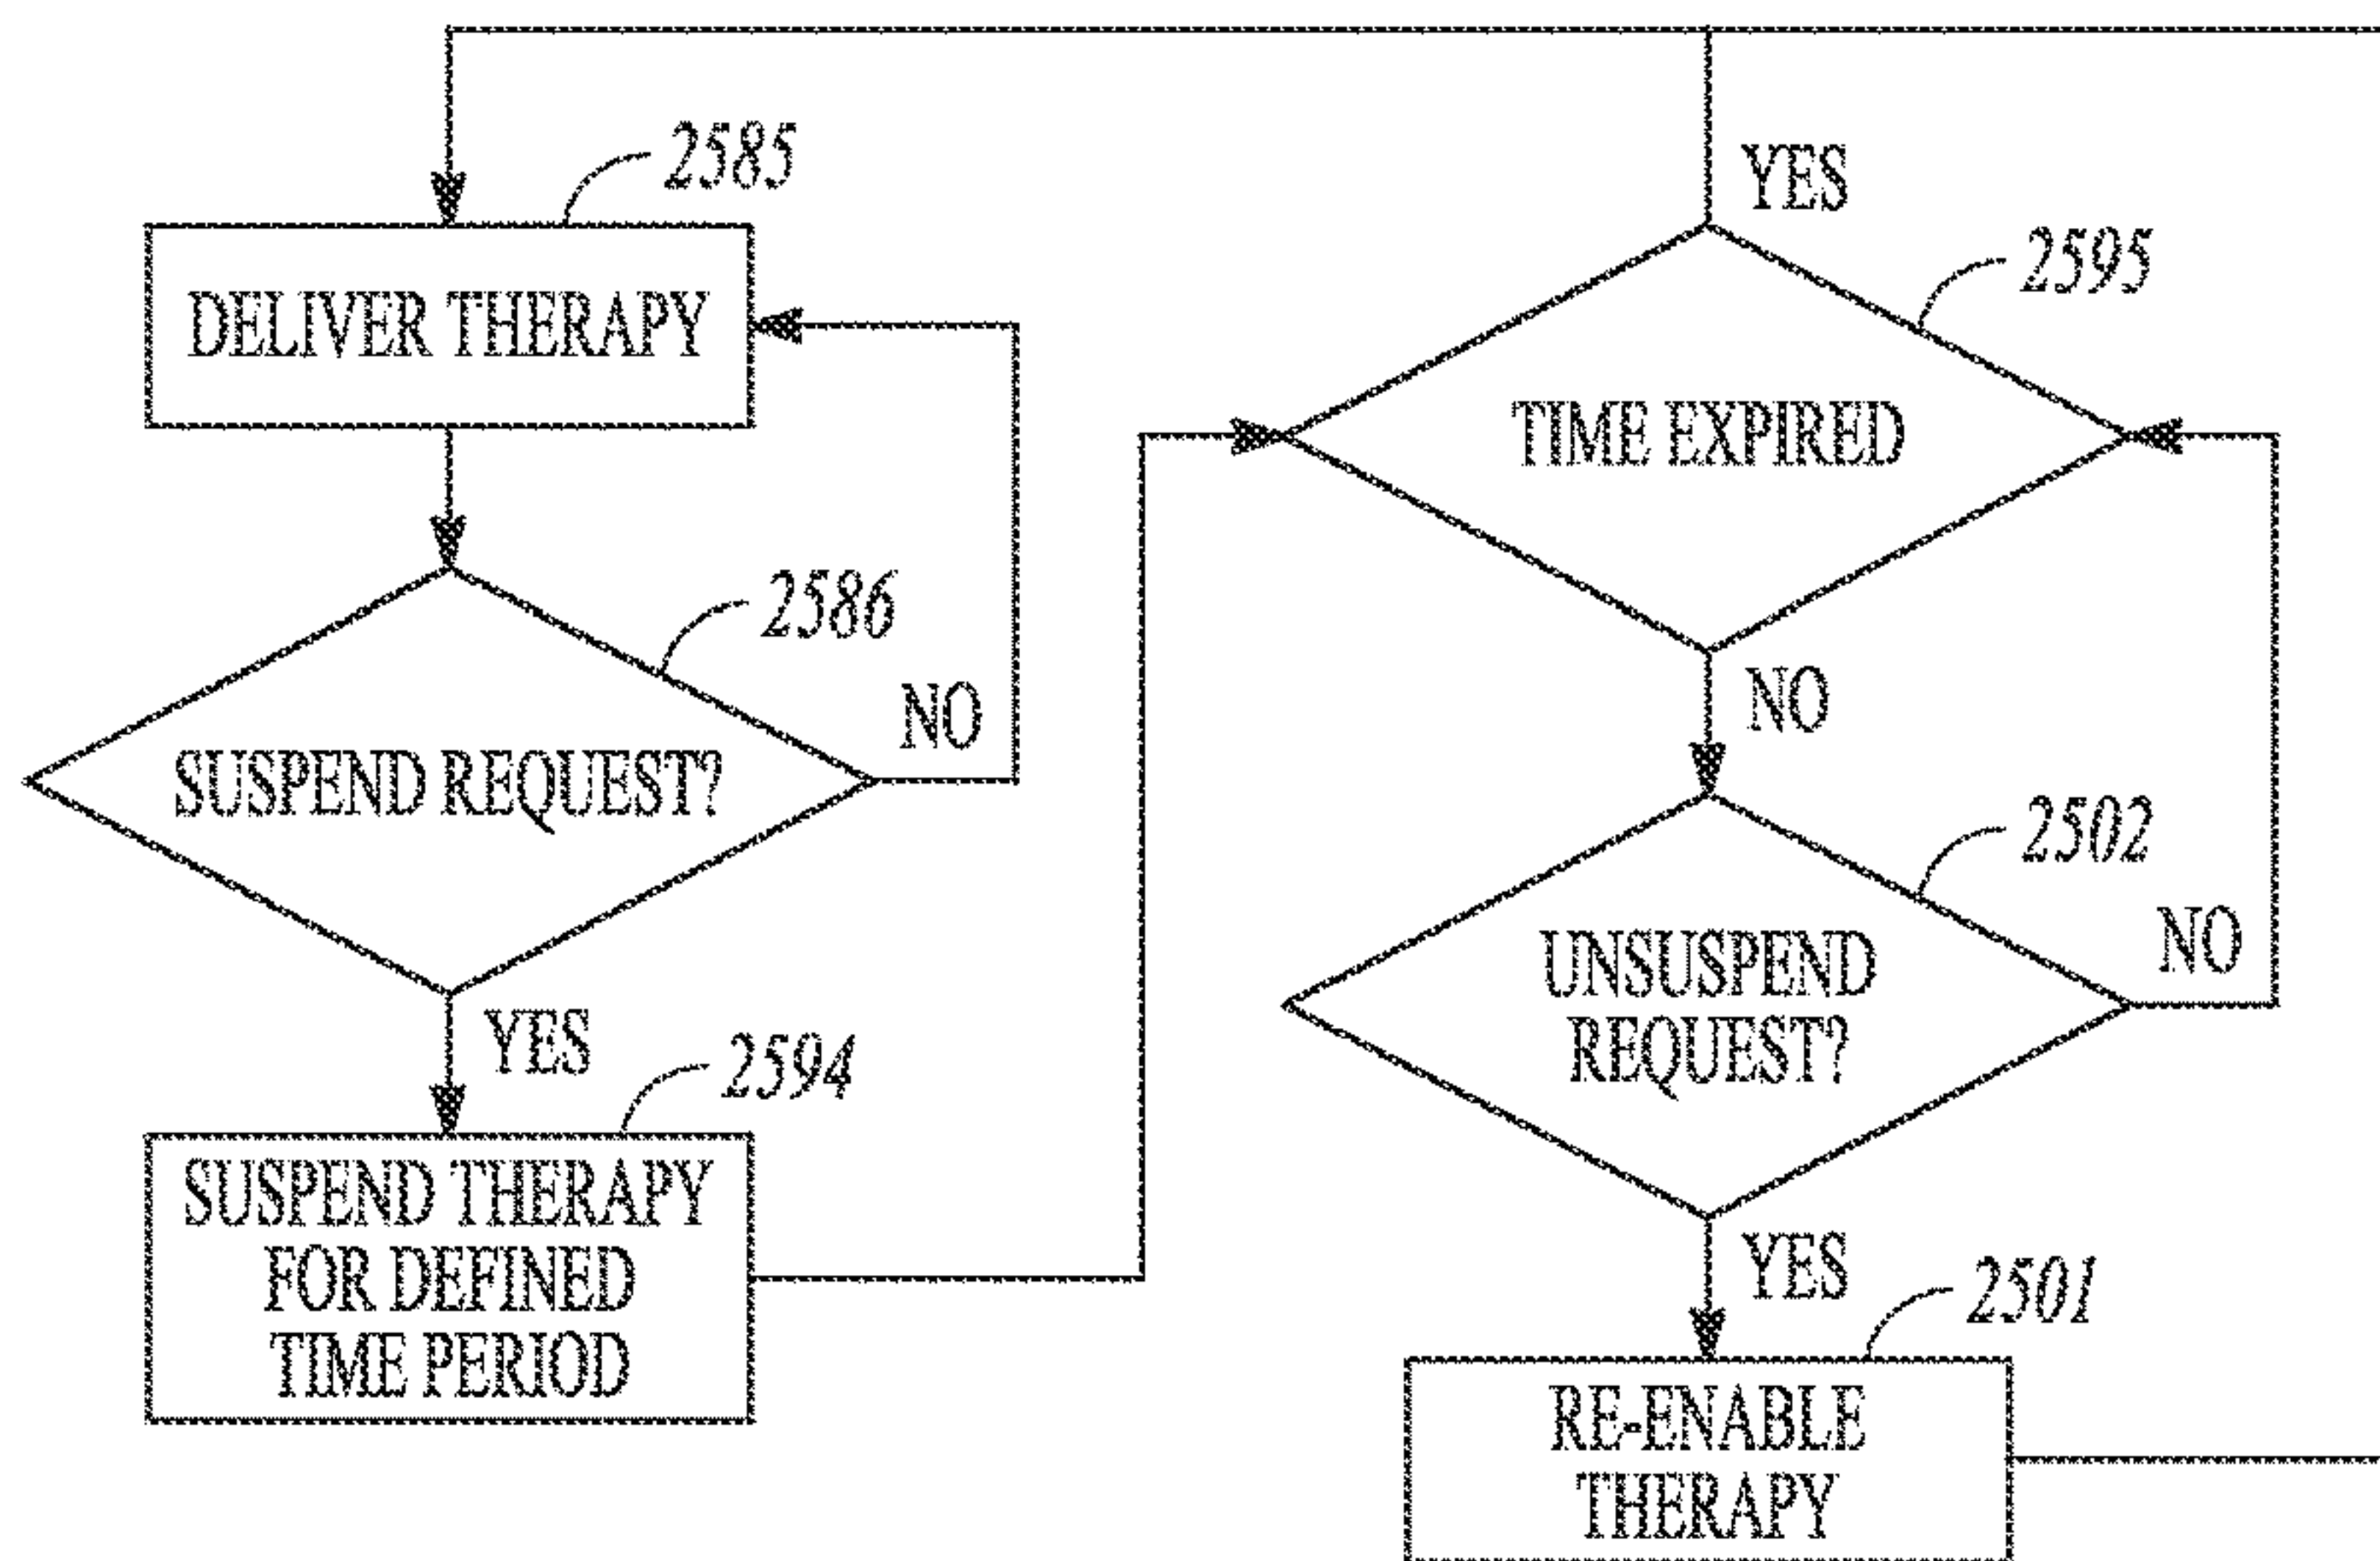 2585
DELIVER THERAPY
2586
SUSPEND REQUEST?
NO
YES
2594
SUSPEND THERAPY
FOR DEFINED
TIME PERIOD
YES
2595
TIME EXPIRED
NO
2502
UNSUSPEND
REQUEST?
NO
YES
2501
RE-ENABLE
THERAPY